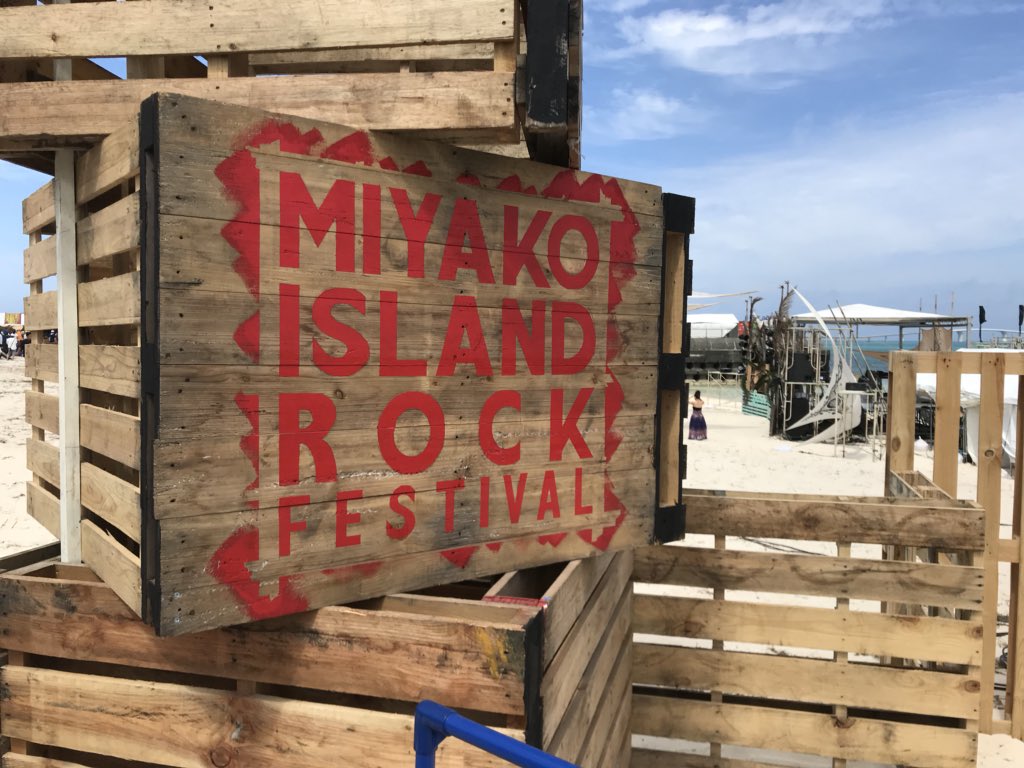 MIYAKO
ISLAND
ROCK
FESTIVAL